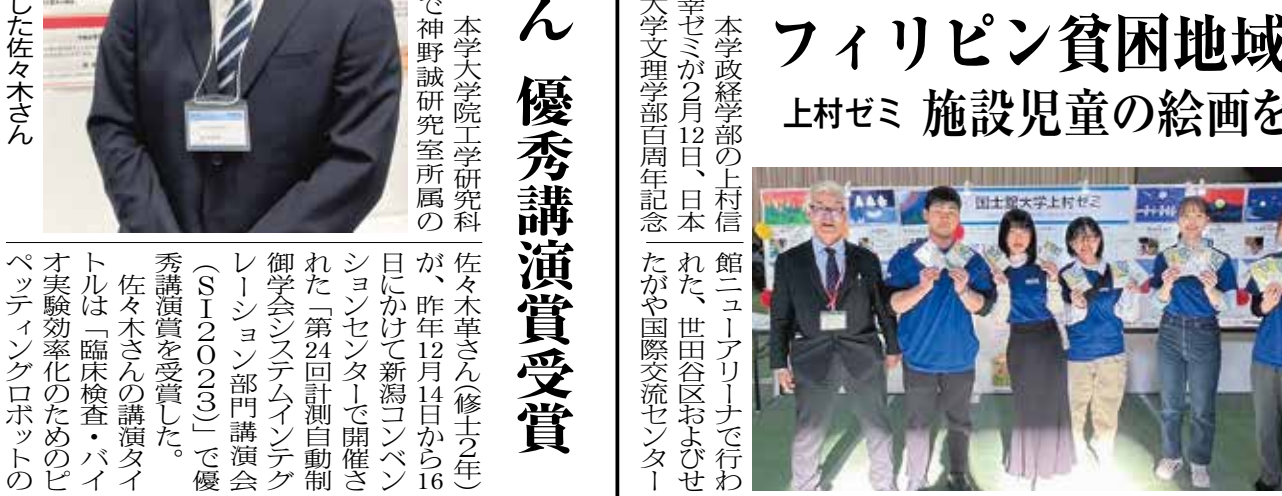 フィリピン貧困地域
上村ゼミ 施設児童の絵画を
本学政経学部の上村信
幸ゼミが2月12日、日本
大学文理学部百周年記念
館ニューアリーナで行わ
れた、世田谷区およびせ
たがや国際交流センター
国士舘大学上村ゼミ
ん 優秀講演賞受賞
本学大学院工学研究科
で神野誠研究室所属の
佐々木革さん(修士2年)
が、昨年12月14日から16
日にかけて新潟コンベン
ションセンターで開催さ
れた「第24回計測自動制
御学会システムインテグ
レーション部門講演会
(SI2023)」で優
秀講演賞を受賞した。
佐々木さんの講演タイ
トルは「臨床検査・バイ
オ実験効率化のためのピ
ペッティングロボットの
した佐々木さん